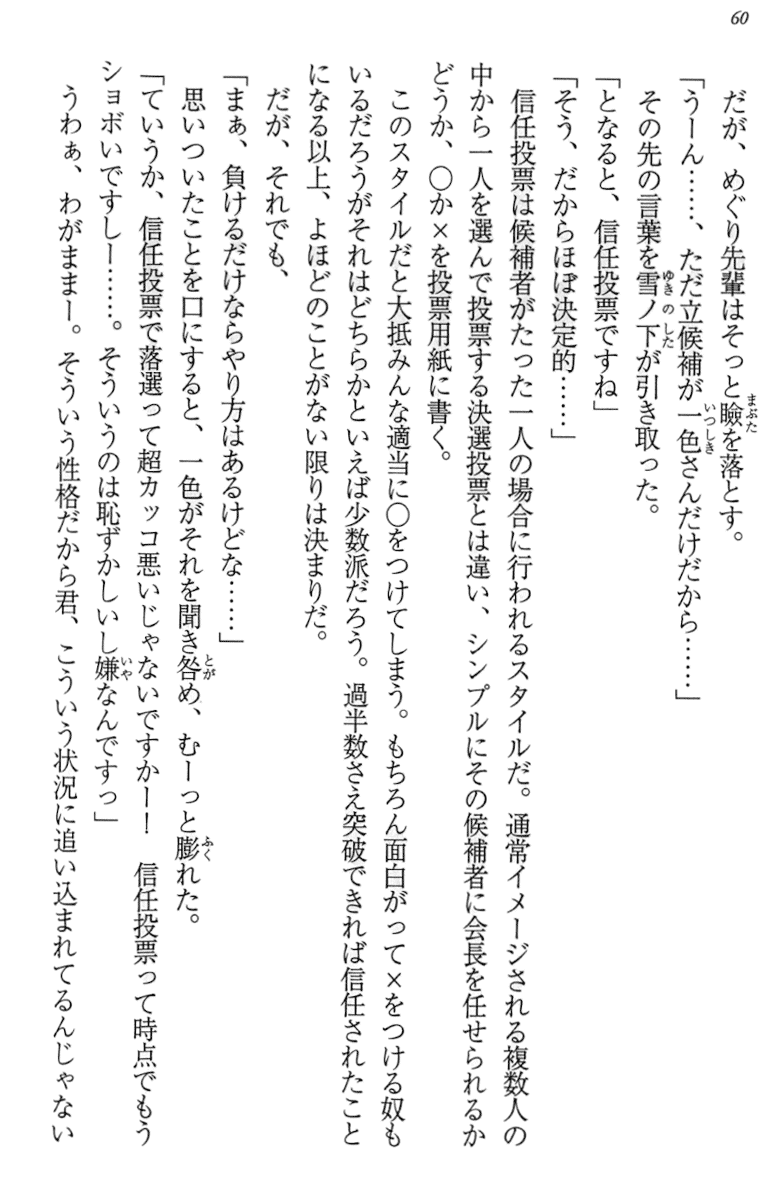 60
だが、めぐり先輩はそっと瞼を落とす。
「うーん……、ただ立候補が一色さんだけだから……」
その先の言葉を雪ノ下が引き取った。
「となると、信任投票ですね」
「そう、だからほぼ決定的……」
信任投票は候補者がたった一人の場合に行われるスタイルだ。通常イメージされる複数人の
中から一人を選んで投票する決選投票とは違い、シンプルにその候補者に会長を任せられるか
どうか、〇か×を投票用紙に書く。
このスタイルだと大抵みんな適当に〇をつけてしまう。もちろん面白がって×をつける奴も
いるだろうがそれはどちらかといえば少数派だろう。過半数さえ突破できれば信任されたこと
になる以上、よほどのことがない限りは決まりだ。
だが、それでも、
「まぁ、負けるだけならやり方はあるけどな……」
思いついたことを口にすると、一色がそれを聞き咎め、むーっと膨れた。
「ていうか、信任投票で落選って超カッコ悪いじゃないですかー！　信任投票って時点でもう
ショボいですしー……。そういうのは恥ずかしいし嫌なんですっ」
うわぁ、わがままー。そういう性格だから君、こういう状況に追い込まれてるんじゃない